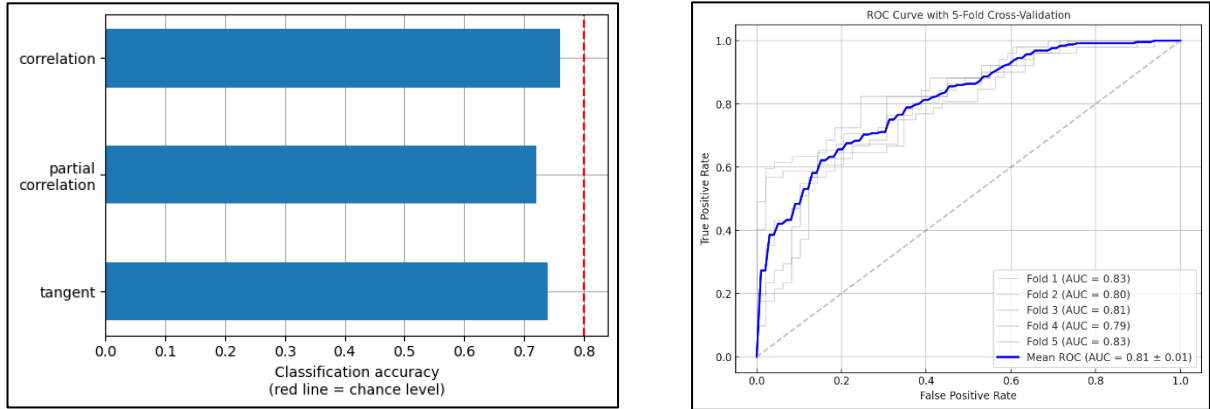 correlation
partial
correlation
tangent
0.0 0.1 0.2 0.3 0.4 0.5 0.6 0.7 0.8
Classification accuracy
(red line = chance level)
ROC Curve with 5-Fold Cross-Validation
True Positive Rate
1.0
0.8
0.6
0.4
0.2
0.0
Fold 1 (AUC = 0.83)
Fold 2 (AUC = 0.80)
Fold 3 (AUC = 0.81)
Fold 4 (AUC = 0.79)
Fold 5 (AUC = 0.83)
Mean ROC (AUC = 0.81 ± 0.01)
0.0 0.2 0.4 0.6 0.8 1.0
False Positive Rate